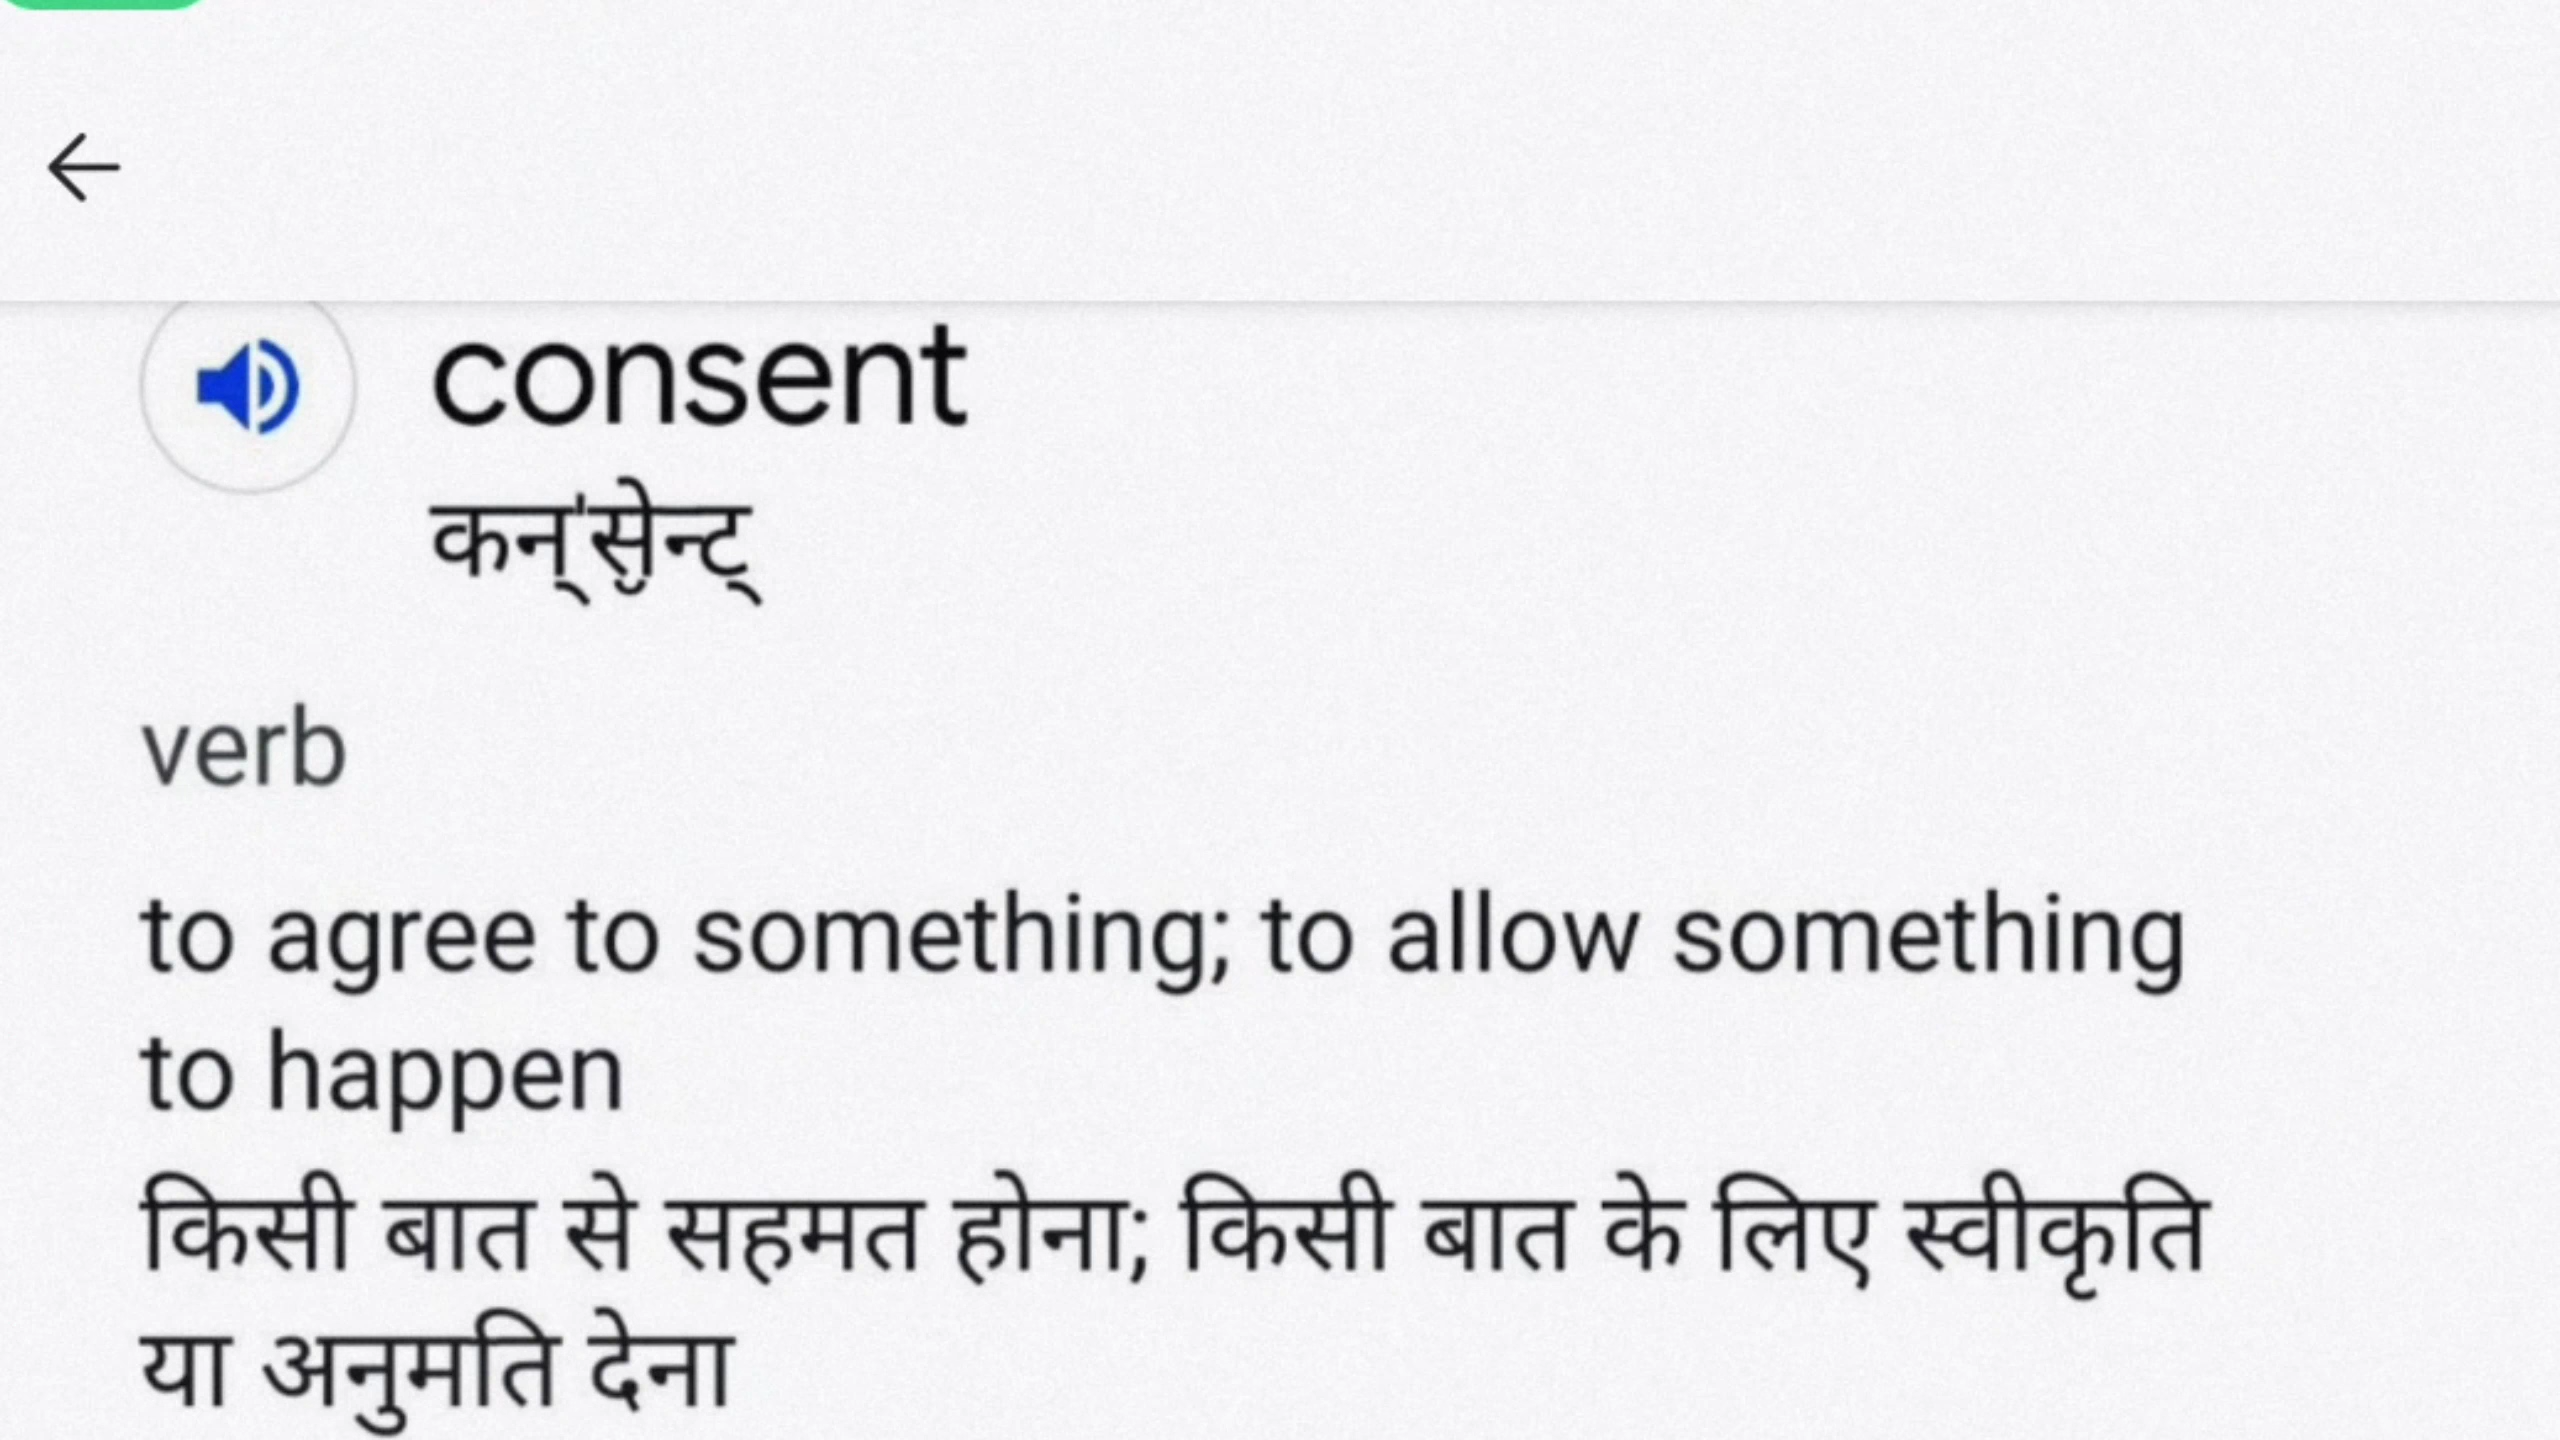 consent
कन्'से़न्ट्
verb
to agree to something; to allow something
to happen
किसी बात से सहमत होना; किसी बात के लिए स्वीकृति
या अनुमति देना